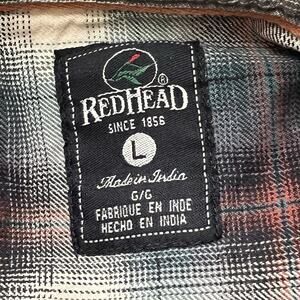 ®
REDHEAD
SINCE 1856
L
Made in India
G/G
FABRIQUE EN INDE
HECHO EN INDIA